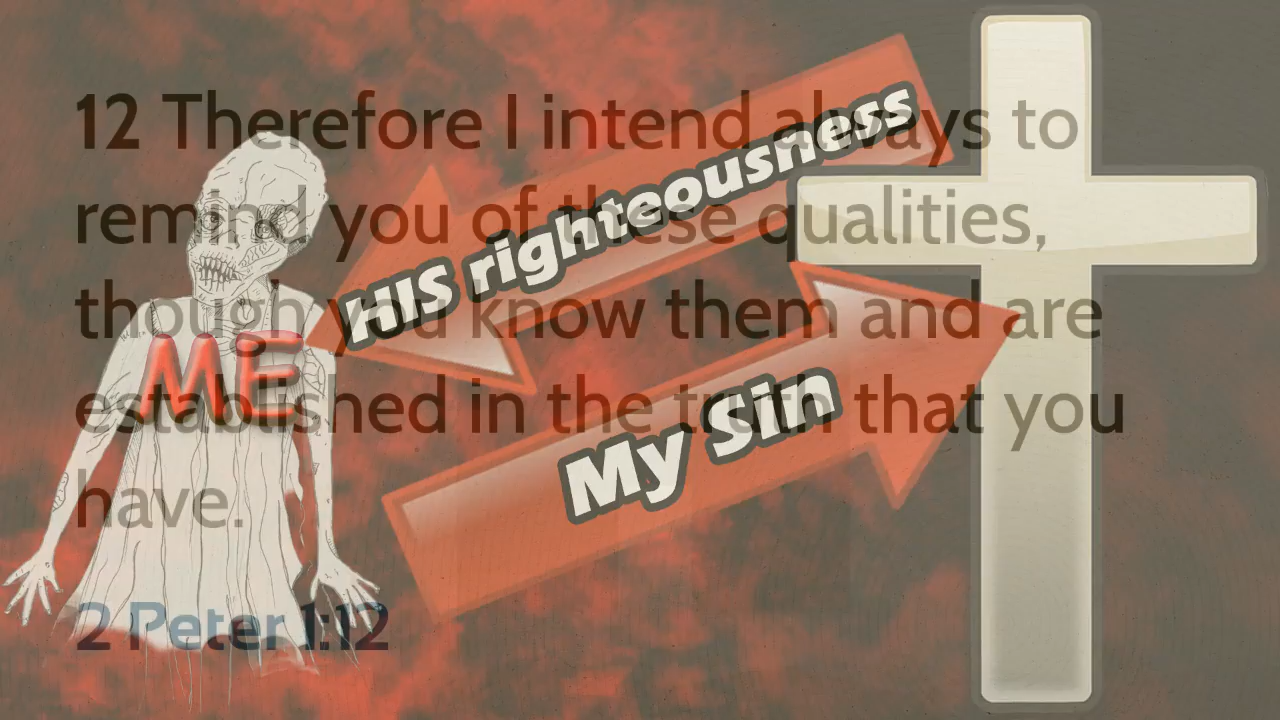 12 Therefore I intend always to
remind you of these qualities,
though you know them and are
established in the truth that you
have.
2 Peter 1:12
HIS righteousness
ME
My Sin